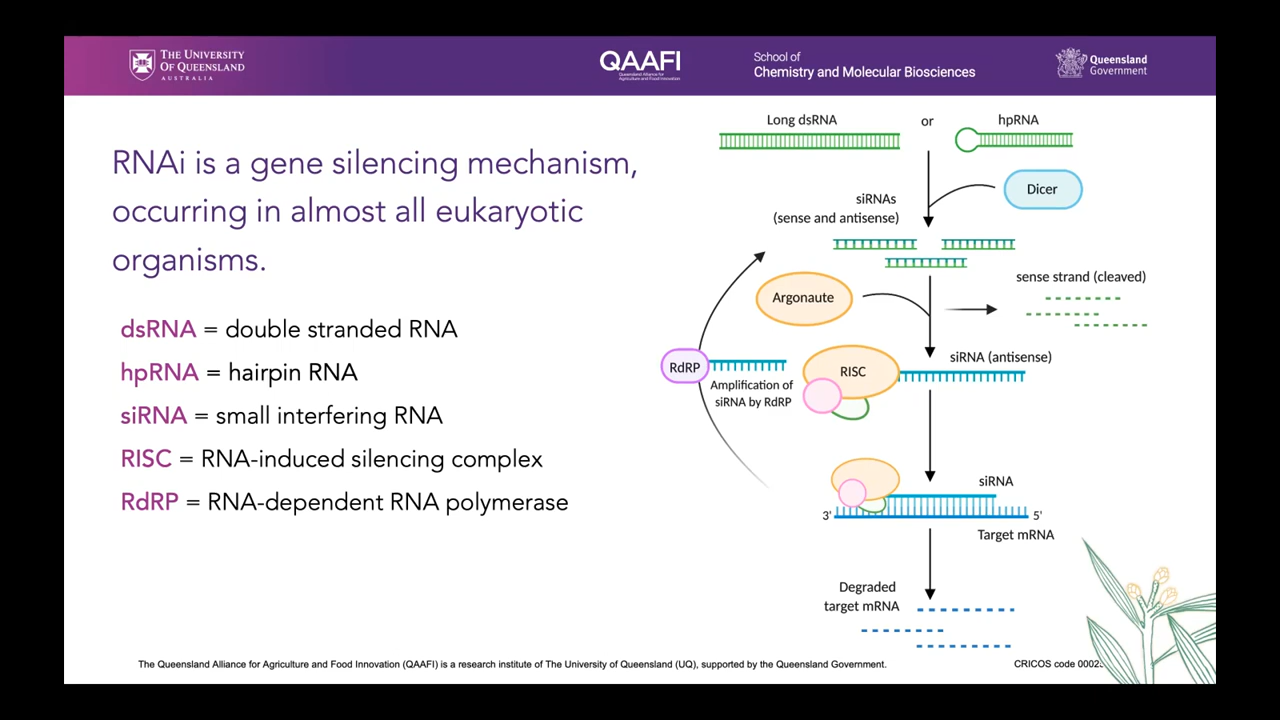 THE UNIVERSITY
OF QUEENSLAND
AUSTRALIA
QAAFI
Queensland Alliance for
Agriculture and Food Innovation
School of
Chemistry and Molecular Biosciences
Queensland
Government
RNAi is a gene silencing mechanism,
occurring in almost all eukaryotic
organisms.
dsRNA = double stranded RNA
hpRNA = hairpin RNA
siRNA = small interfering RNA
RISC = RNA-induced silencing complex
RdRP = RNA-dependent RNA polymerase
Long dsRNA
or
hpRNA
Dicer
siRNAs
(sense and antisense)
sense strand (cleaved)
Argonaute
siRNA (antisense)
RdRP
RISC
Amplification of
siRNA by RdRP
siRNA
3'
5'
Target mRNA
Degraded
target mRNA
The Queensland Alliance for Agriculture and Food Innovation (QAAFI) is a research institute of The University of Queensland (UQ), supported by the Queensland Government.
CRICOS code